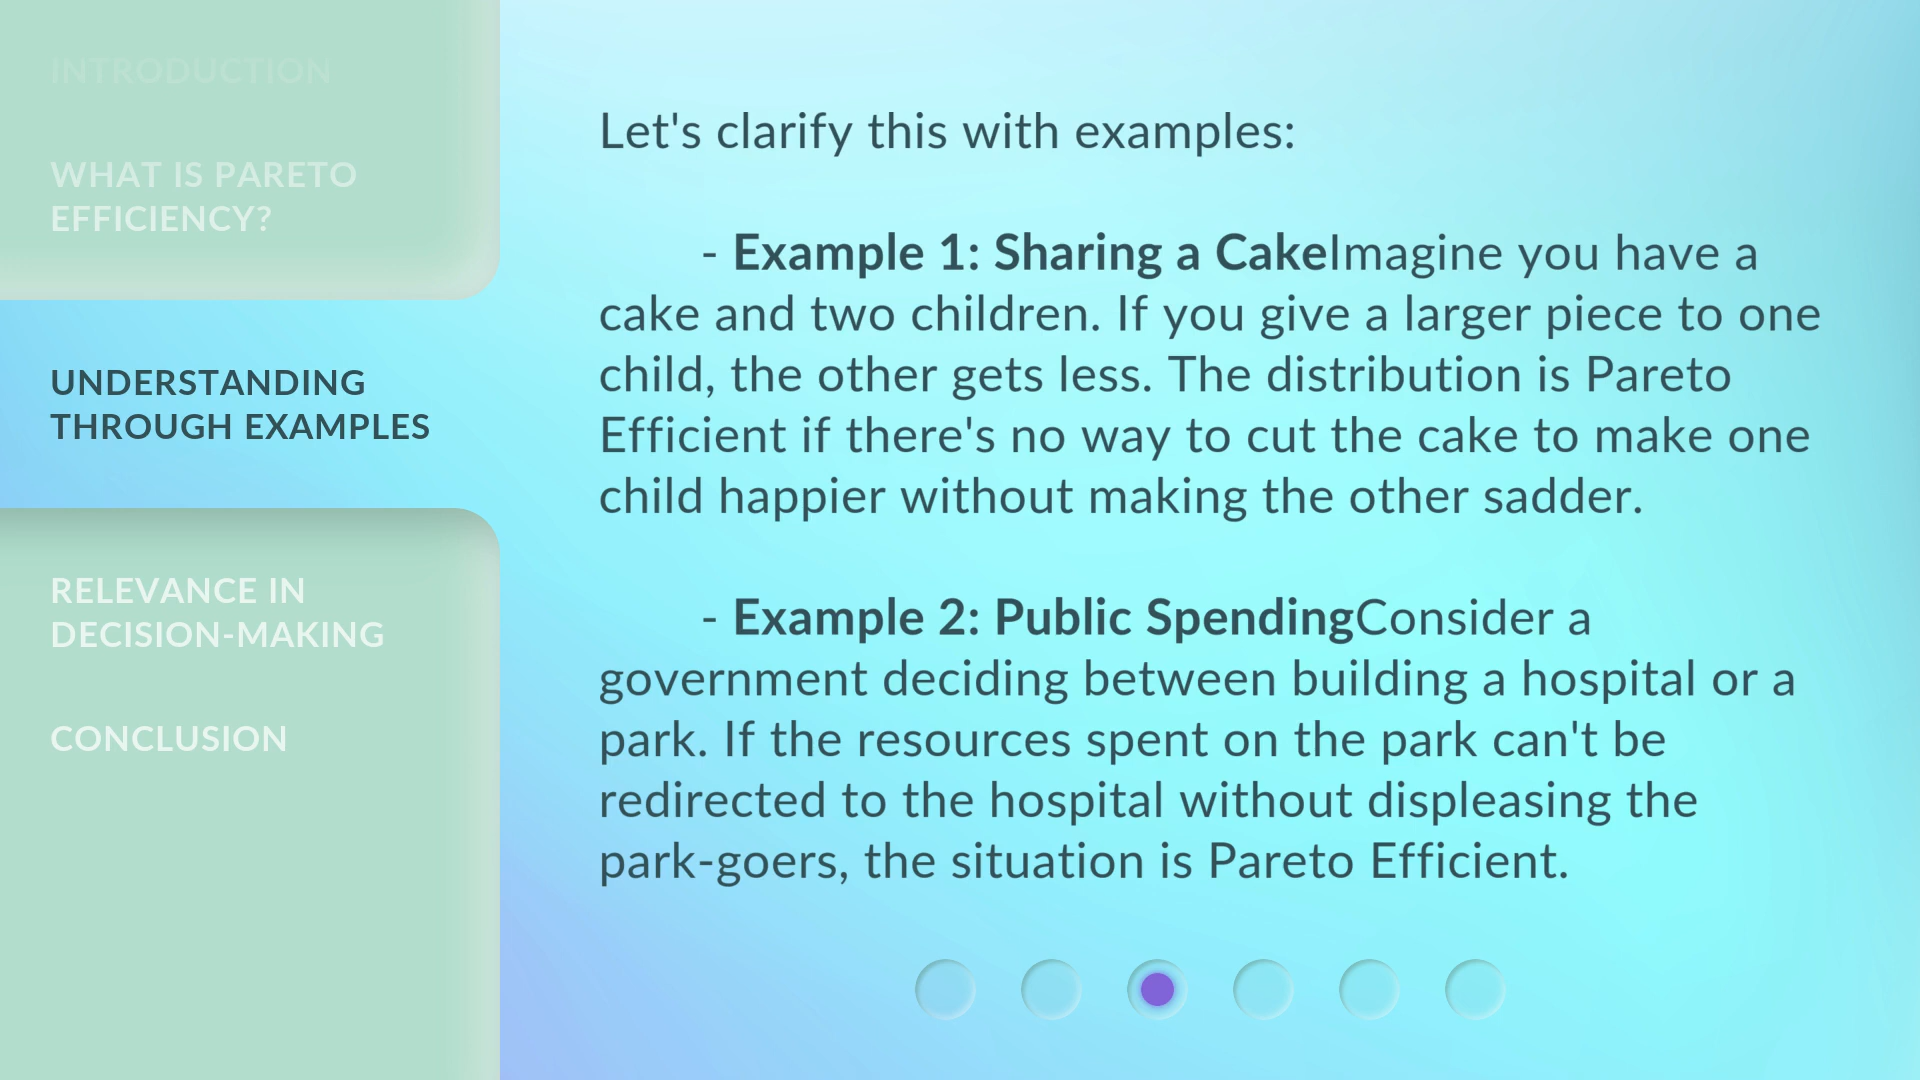 INTRODUCTION
WHAT IS PARETO
EFFICIENCY?
UNDERSTANDING
THROUGH EXAMPLES
RELEVANCE IN
DECISION-MAKING
CONCLUSION
Let's clarify this with examples:
- Example 1: Sharing a CakeImagine you have a
cake and two children. If you give a larger piece to one
child, the other gets less. The distribution is Pareto
Efficient if there's no way to cut the cake to make one
child happier without making the other sadder.
- Example 2: Public SpendingConsider a
government deciding between building a hospital or a
park. If the resources spent on the park can't be
redirected to the hospital without displeasing the
park-goers, the situation is Pareto Efficient.